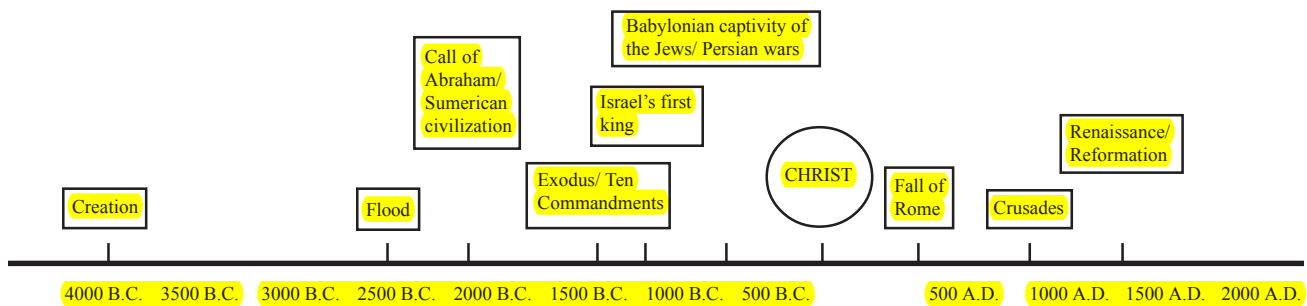 Babylonian captivity of
the Jews/ Persian wars
Call of
Abraham/
Sumerican
civilization
Israel's first
king
Renaissance/
Reformation
Exodus/ Ten
Commandments
CHRIST
Fall of
Rome
Creation
Flood
Crusades
4000 B.C. 3500 B.C. 3000 B.C. 2500 B.C. 2000 B.C. 1500 B.C. 1000 B.C. 500 B.C. 500 A.D. 1000 A.D. 1500 A.D. 2000 A.D.